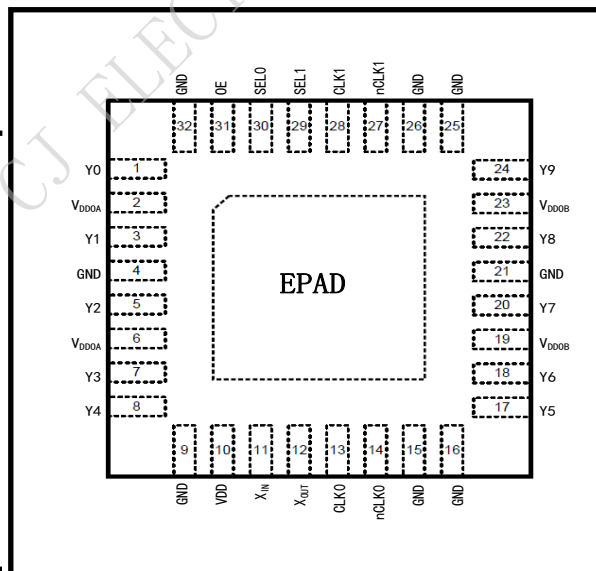 CJ ELECT
GND OE SEL0 SEL1 CLK1 nCLK1 GND GND
32 31 30 29 28 27 26 25
Y0 1 24 Y9
VDDOA 2 23 VDDOB
Y1 3 22 Y8
GND 4 21 GND
EPAD
Y2 5 20 Y7
VDDOA 6 19 VDDOB
Y3 7 18 Y6
Y4 8 17 Y5
9 10 11 12 13 14 15 16
GND VDD XIN XOUT CLK0 nCLK0 GND GND